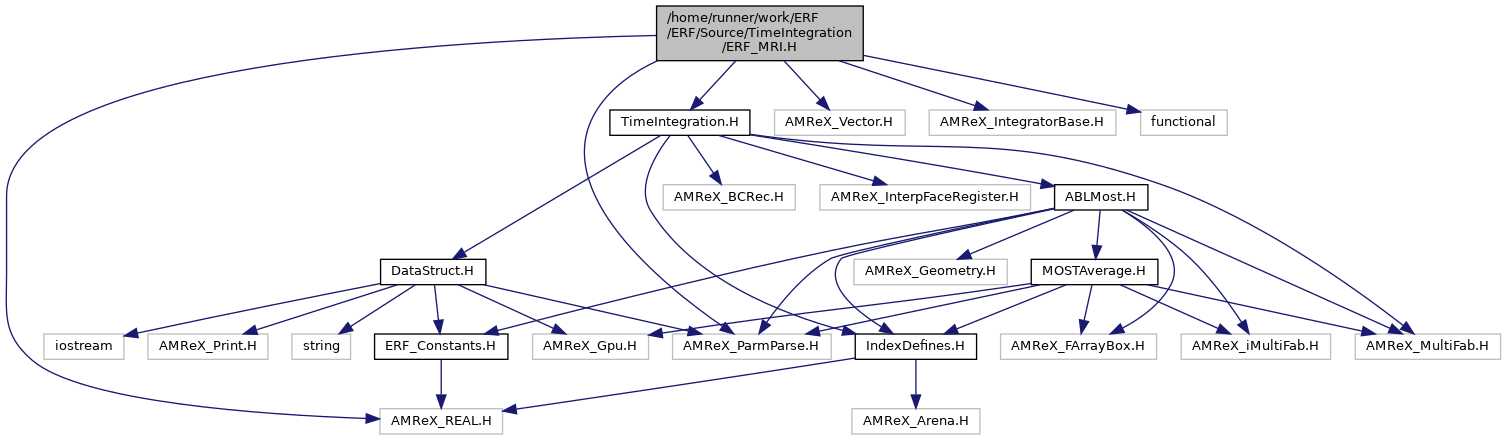 /home/runner/work/ERF
/ERF/Source/TimeIntegration
/ERF_MRI.H
TimeIntegration.H
AMReX_Vector.H
AMReX_IntegratorBase.H
functional
AMReX_BCRec.H
AMReX_InterpFaceRegister.H
ABLMost.H
DataStruct.H
AMReX_Geometry.H
MOSTAverage.H
iostream
AMReX_Print.H
string
ERF_Constants.H
AMReX_Gpu.H
AMReX_ParmParse.H
IndexDefines.H
AMReX_FArrayBox.H
AMReX_iMultiFab.H
AMReX_MultiFab.H
AMReX_REAL.H
AMReX_Arena.H